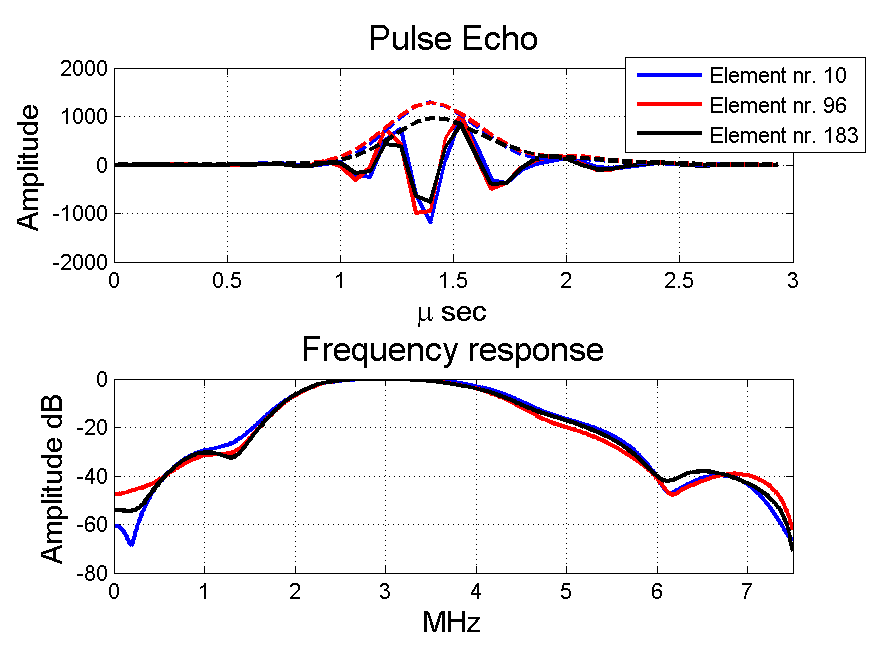 Pulse Echo
Element nr. 10
Element nr. 96
Element nr. 183
Amplitude
2000
1000
0
-1000
-2000
0 0.5 1 1.5 2 2.5 3
μ sec
Frequency response
Amplitude dB
0
-20
-40
-60
-80
0 1 2 3 4 5 6 7
MHz